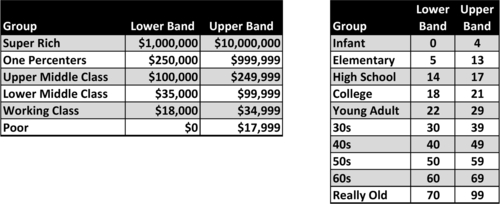 Group Lower Band Upper Band
Super Rich $1,000,000 $10,000,000
One Percenters $250,000 $999,999
Upper Middle Class $100,000 $249,999
Lower Middle Class $35,000 $99,999
Working Class $18,000 $34,999
Poor $0 $17,999
Lower Upper
Group Band Band
Infant 0 4
Elementary 5 13
High School 14 17
College 18 21
Young Adult 22 29
30s 30 39
40s 40 49
50s 50 59
60s 60 69
Really Old 70 99